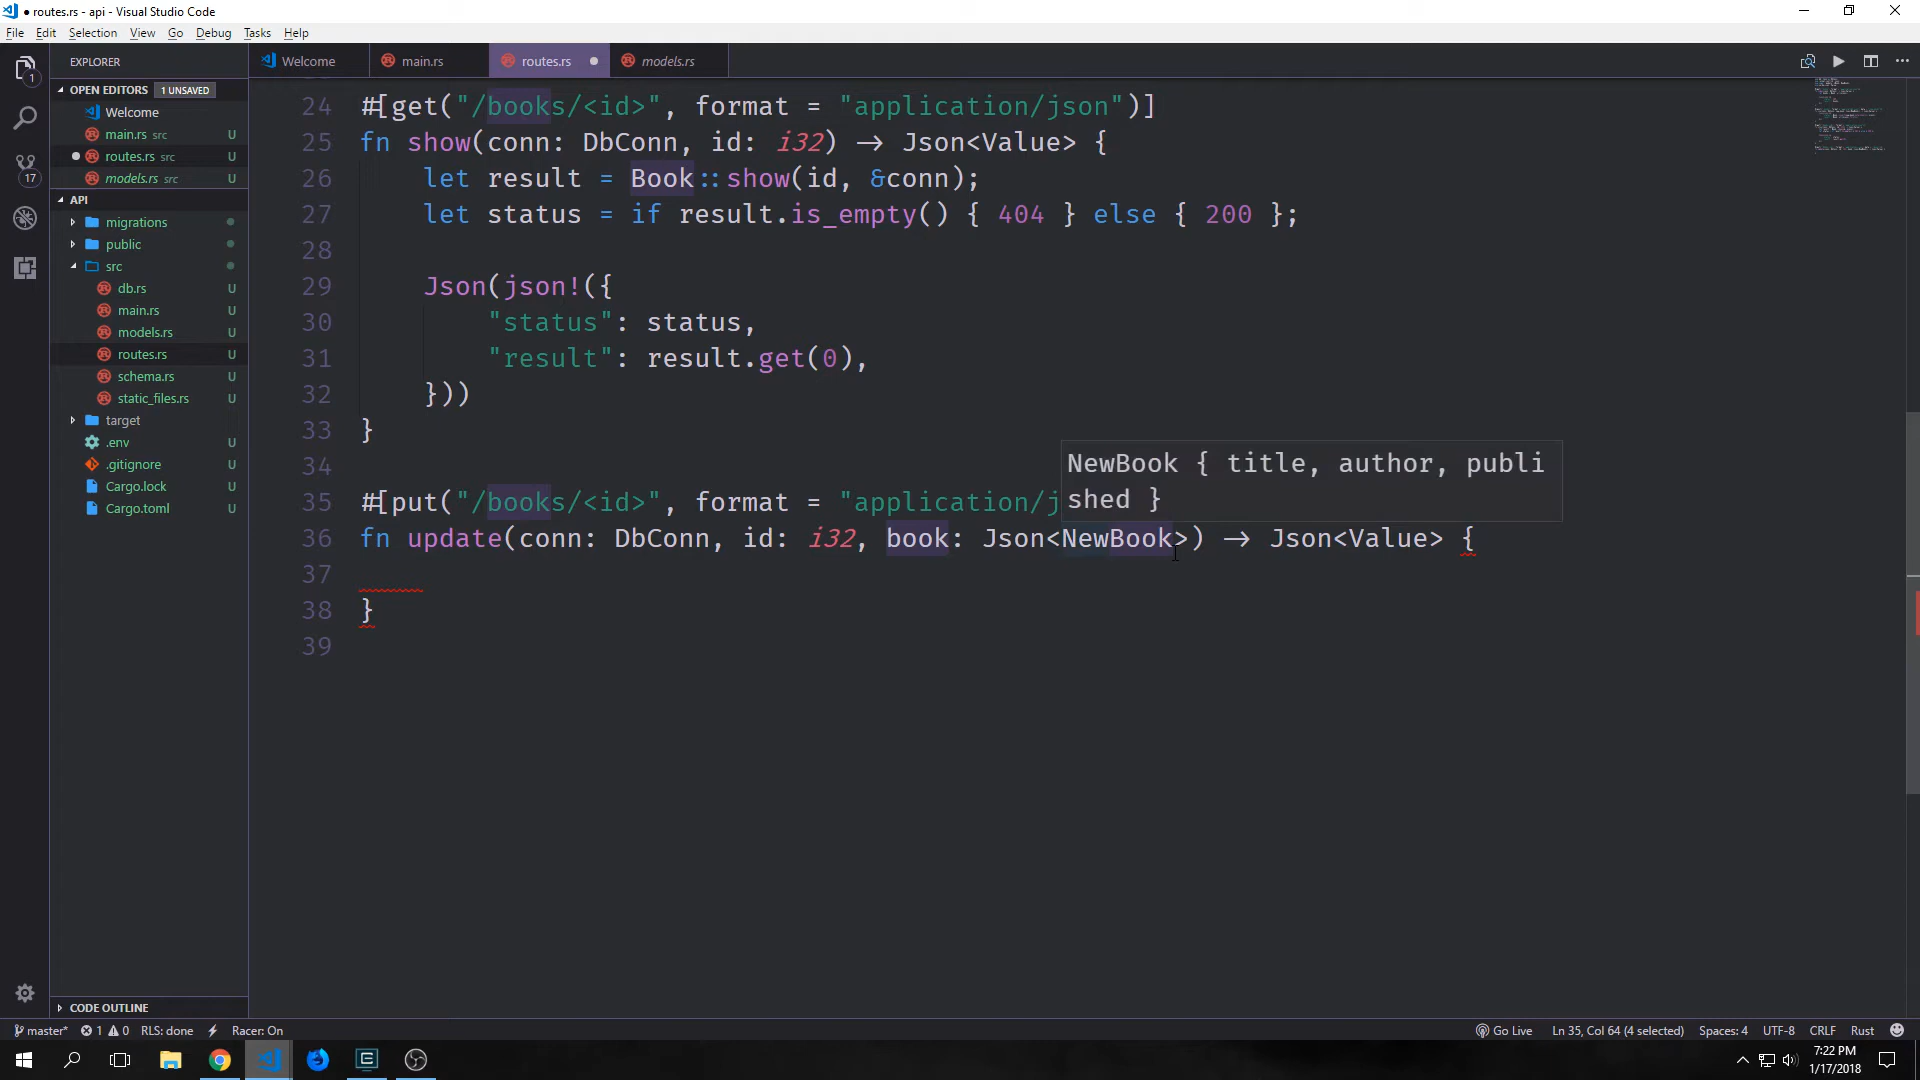 routes.rs - api - Visual Studio Code
File Edit Selection View Go Debug Tasks Help
EXPLORER
Welcome
main.rs
routes.rs
models.rs
OPEN EDITORS 1 UNSAVED
Welcome
main.rs src U
routes.rs src U
models.rs src U
API
migrations
public
src
db.rs U
main.rs U
models.rs U
routes.rs U
schema.rs U
static_files.rs U
target
.env U
.gitignore U
Cargo.lock U
Cargo.toml U
CODE OUTLINE
1
17
24 #[get("/books/<id>", format = "application/json")]
25 fn show(conn: DbConn, id: i32) -> Json<Value> {
26 let result = Book::show(id, &conn);
27 let status = if result.is_empty() { 404 } else { 200 };
28
29 Json(json!({
30 "status": status,
31 "result": result.get(0),
32 }))
33 }
34
NewBook { title, author, publi
shed }
35 #[put("/books/<id>", format = "application/j
36 fn update(conn: DbConn, id: i32, book: Json<NewBook>) -> Json<Value> {
37
38 }
39
master* 1 0 RLS: done Racer: On
Go Live Ln 35, Col 64 (4 selected) Spaces: 4 UTF-8 CRLF Rust
7:22 PM
1/17/2018